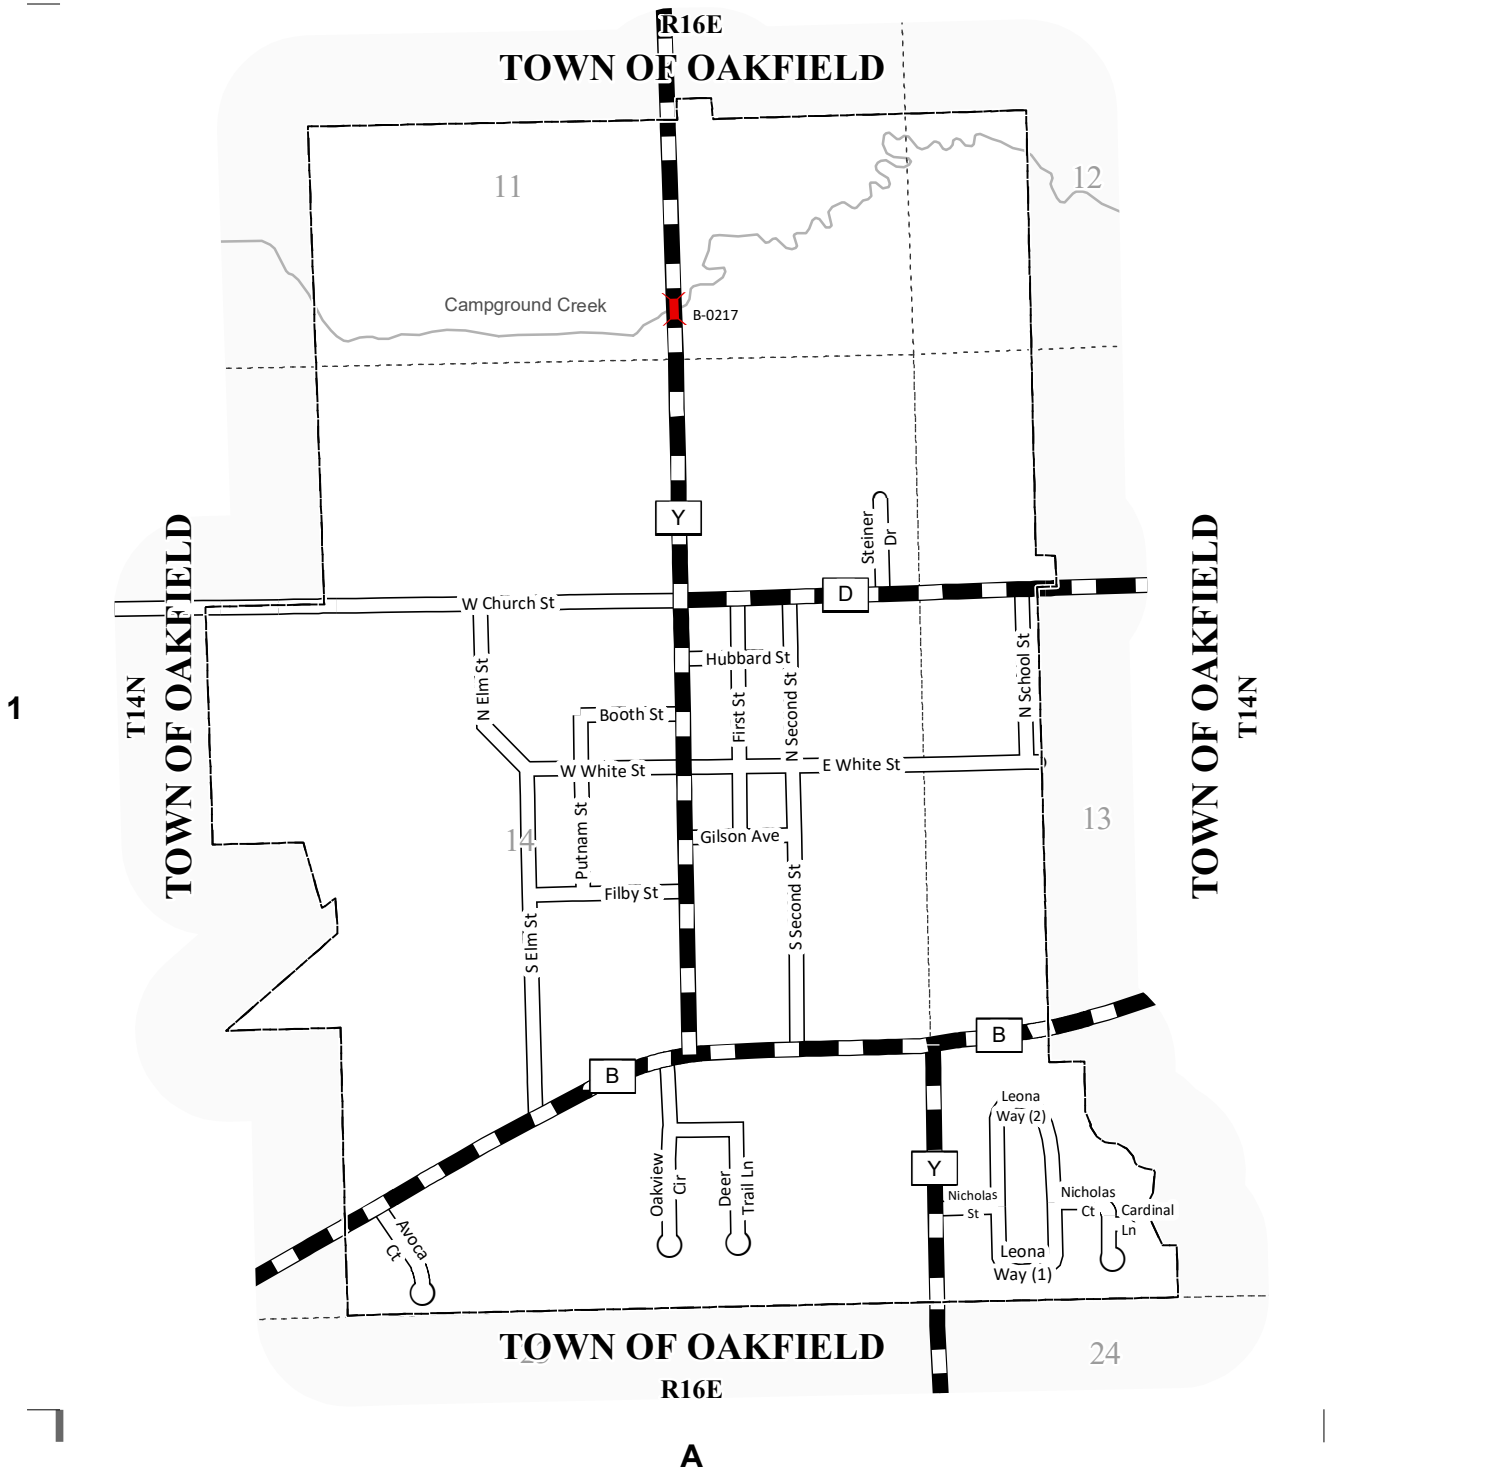 R16E
TOWN OF OAKFIELD
11
12
Campground Creek
B-0217
Y
Steiner
Dr
D
W Church St
TOWN OF OAKFIELD
T14N
1
TOWN OF OAKFIELD
T14N
N Elm St
Hubbard St
First St
N Second St
N School St
Booth St
W White St
E White St
14
13
Putnam St
Gilson Ave
Filby St
S Elm St
S Second St
B
B
Leona
Way (2)
Y
Oakview
Cir
Deer
Trail Ln
Nicholas
St
Nicholas
Ct
Cardinal
Ln
Avoca
Ct
Leona
Way (1)
TOWN OF OAKFIELD
24
R16E
A